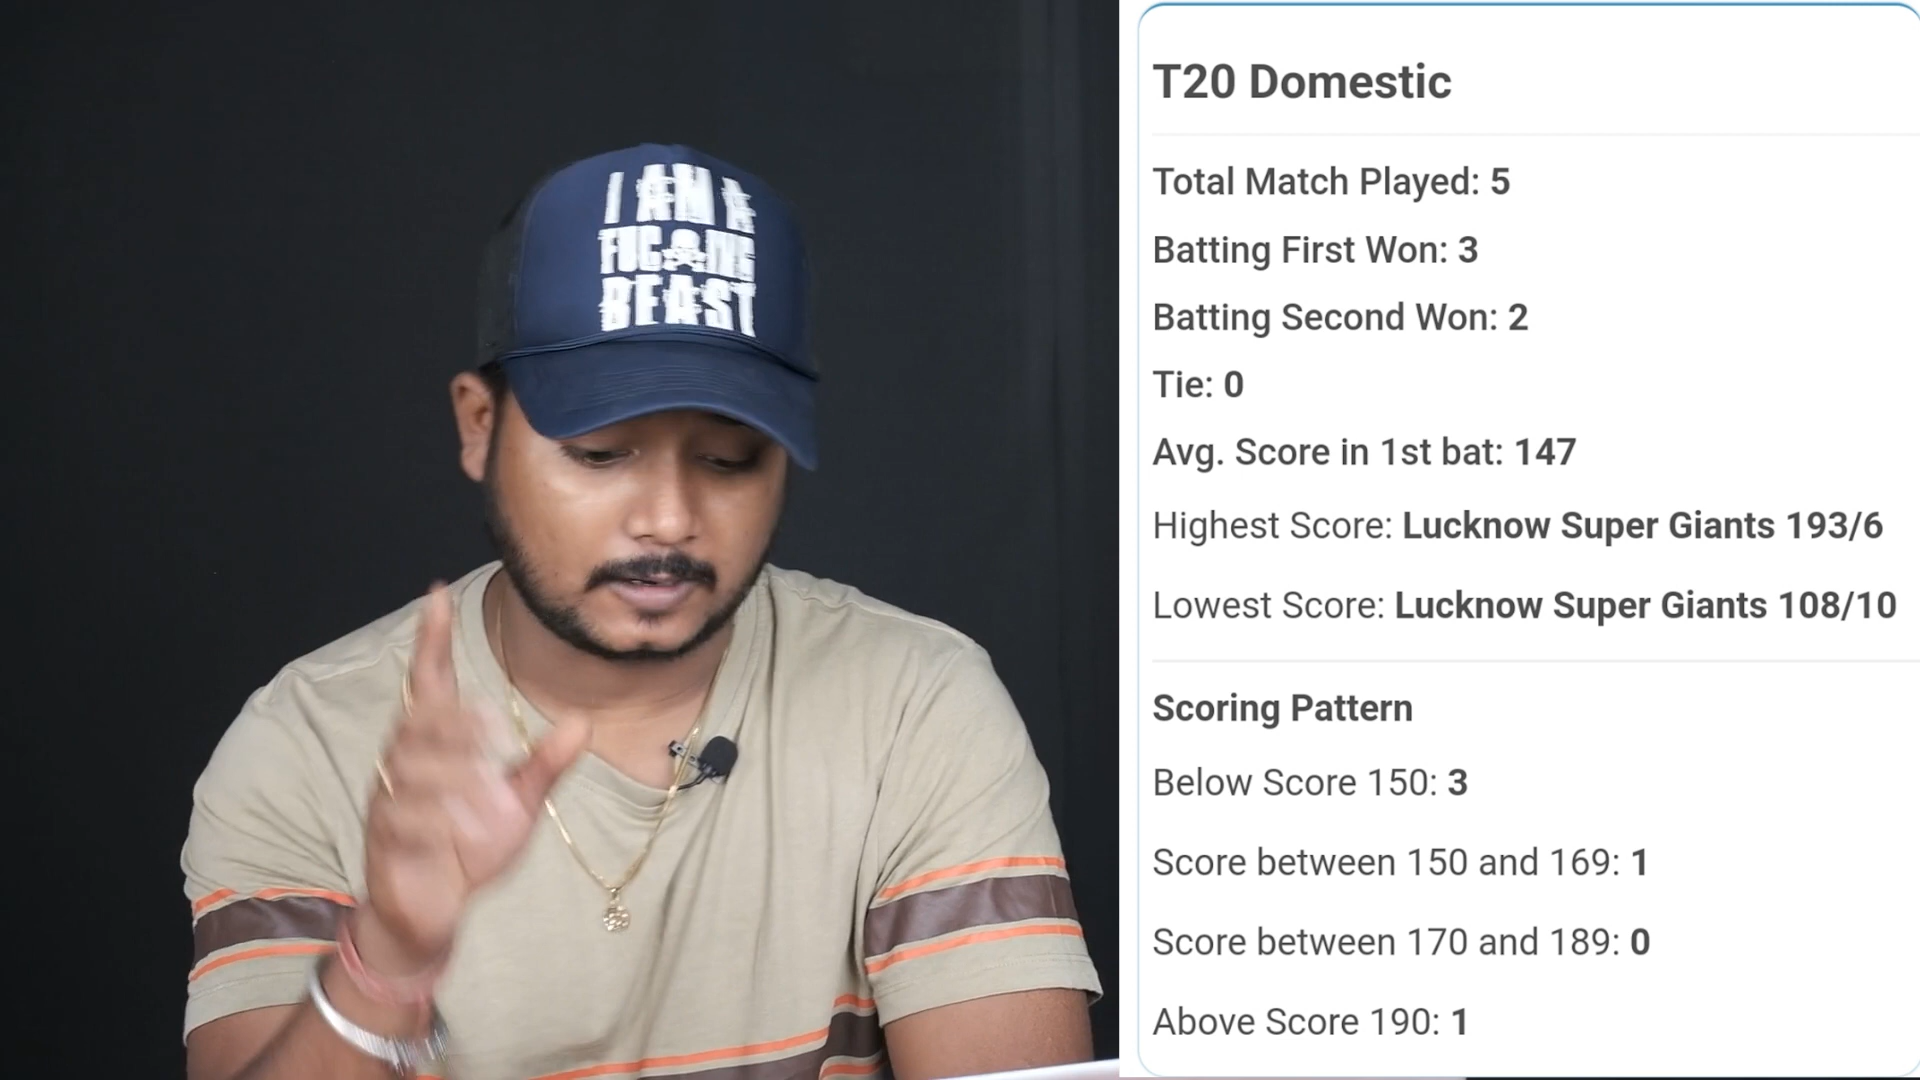 I AM A
FUC ING
BEAST
T20 Domestic
Total Match Played: 5
Batting First Won: 3
Batting Second Won: 2
Tie: 0
Avg. Score in 1st bat: 147
Highest Score: Lucknow Super Giants 193/6
Lowest Score: Lucknow Super Giants 108/10
Scoring Pattern
Below Score 150: 3
Score between 150 and 169: 1
Score between 170 and 189: 0
Above Score 190: 1